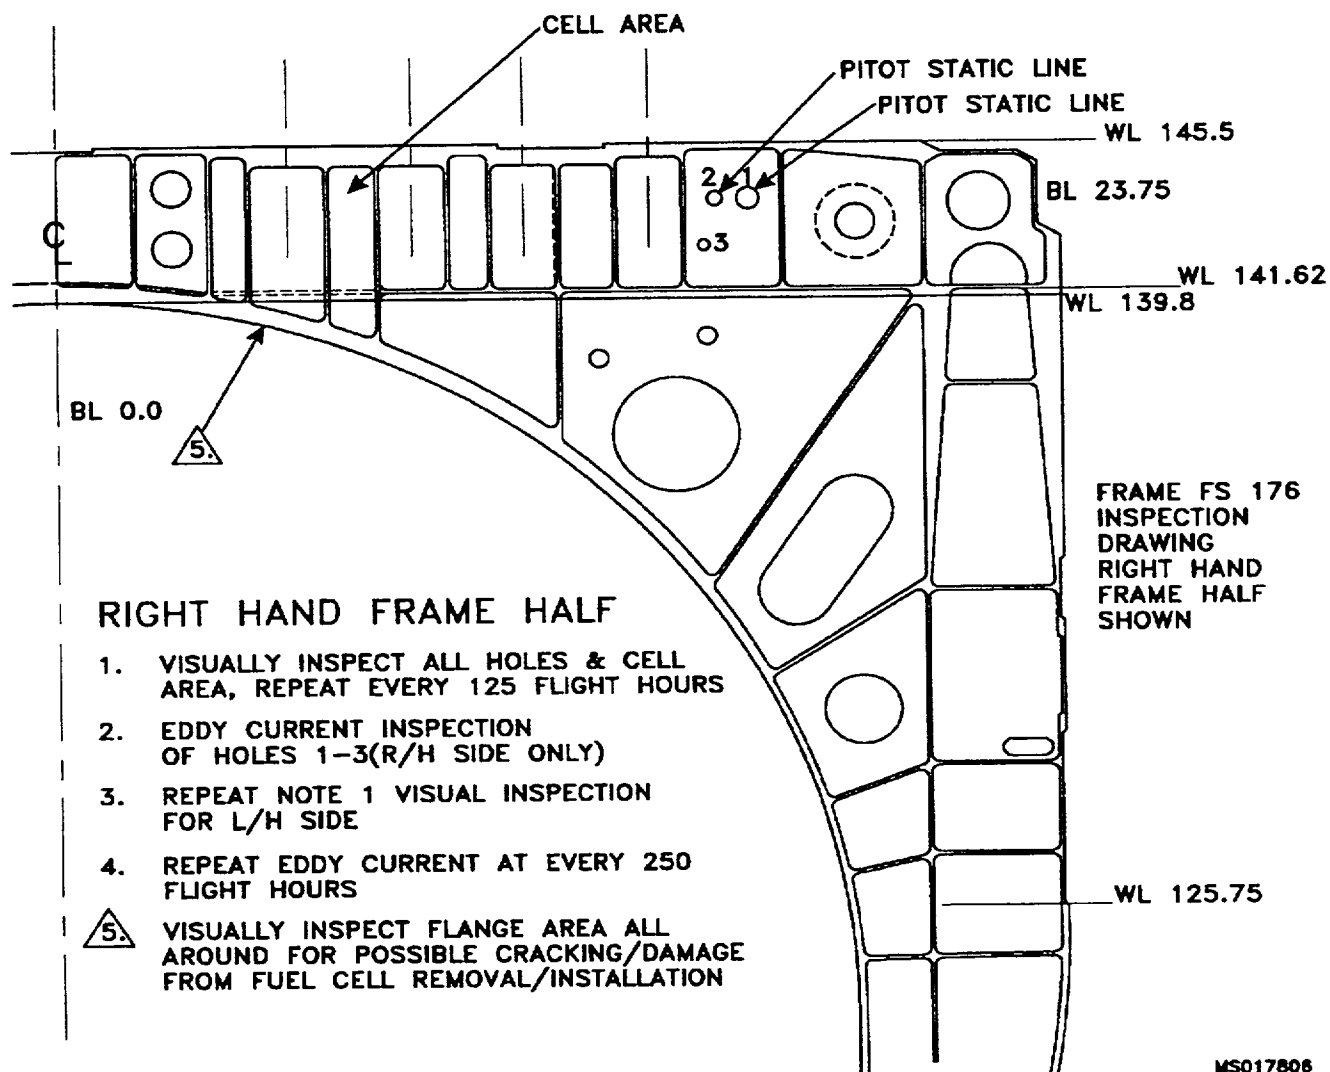 CELL AREA
PITOT STATIC LINE
PITOT STATIC LINE
WL 145.5
2 1
BL 23.75
3
CL
WL 141.62
WL 139.8
BL 0.0
5.
FRAME FS 176
INSPECTION
DRAWING
RIGHT HAND
FRAME HALF
SHOWN
RIGHT HAND FRAME HALF
1. VISUALLY INSPECT ALL HOLES & CELL
AREA, REPEAT EVERY 125 FLIGHT HOURS
2. EDDY CURRENT INSPECTION
OF HOLES 1-3(R/H SIDE ONLY)
3. REPEAT NOTE 1 VISUAL INSPECTION
FOR L/H SIDE
4. REPEAT EDDY CURRENT AT EVERY 250
FLIGHT HOURS
WL 125.75
5. VISUALLY INSPECT FLANGE AREA ALL
AROUND FOR POSSIBLE CRACKING/DAMAGE
FROM FUEL CELL REMOVAL/INSTALLATION
MS017806